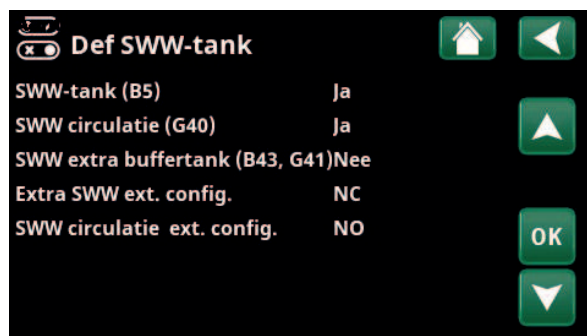 Def SWW-tank
SWW-tank (B5) Ja
SWW circulatie (G40) Ja
SWW extra buffertank (B43, G41) Nee
Extra SWW ext. config. NC
SWW circulatie ext. config. NO
OK